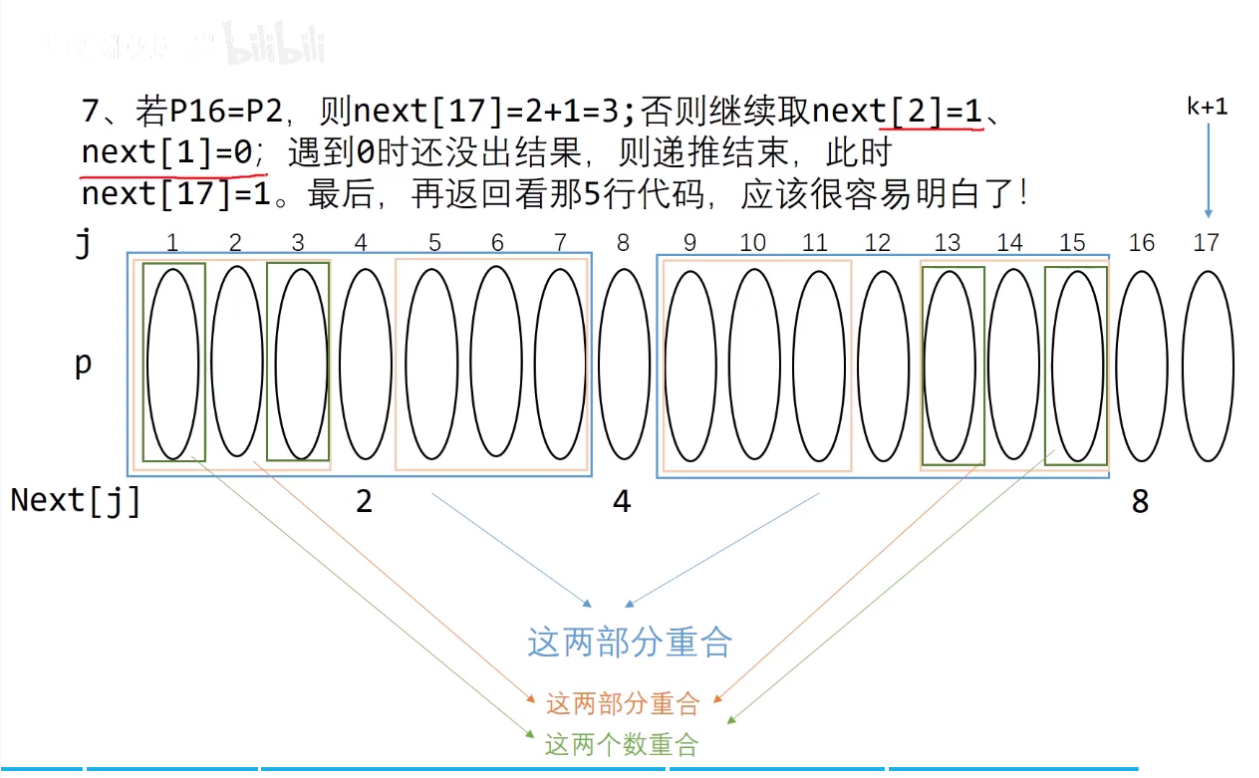 bilibili
7、若P16=P2, 则next[17]=2+1=3;否则继续取next[2]=1、
next[1]=0; 遇到0时还没出结果, 则递推结束, 此时
next[17]=1。最后, 再返回看那5行代码, 应该很容易明白了!
k+1
j 1 2 3 4 5 6 7 8 9 10 11 12 13 14 15 16 17
p
Next[j] 2 4 8
这两部分重合
这两部分重合
这两个数重合